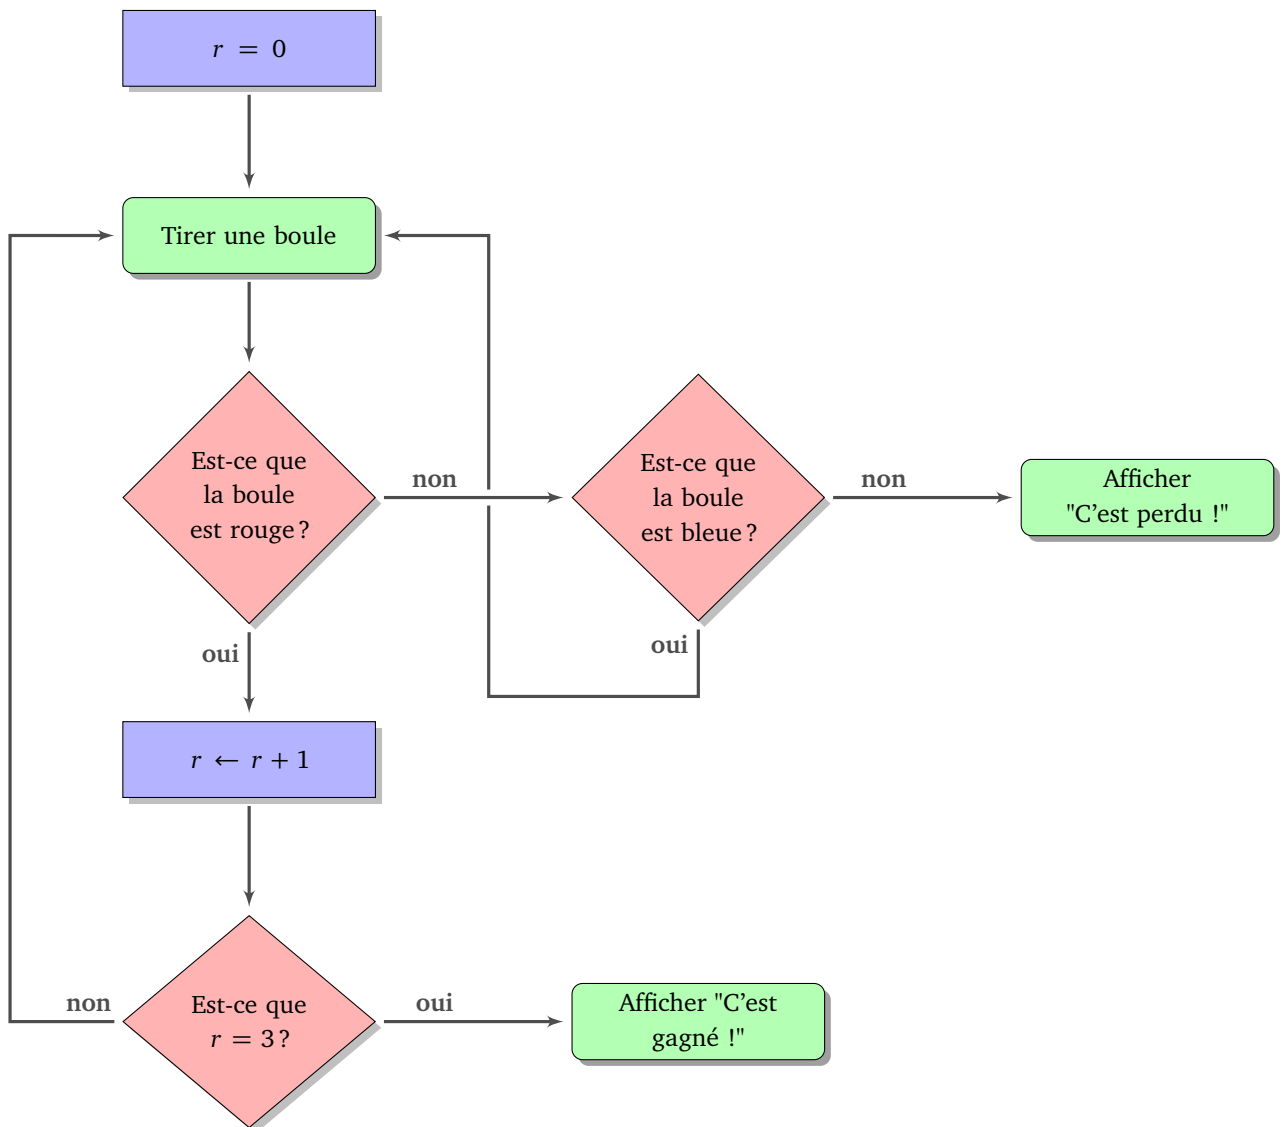 r = 0
Tirer une boule
Est-ce que
la boule
est rouge ?
non
Est-ce que
la boule
est bleue ?
non
Afficher
"C’est perdu !"
oui
oui
r ← r + 1
non
Est-ce que
r = 3 ?
oui
Afficher "C’est
gagné !"